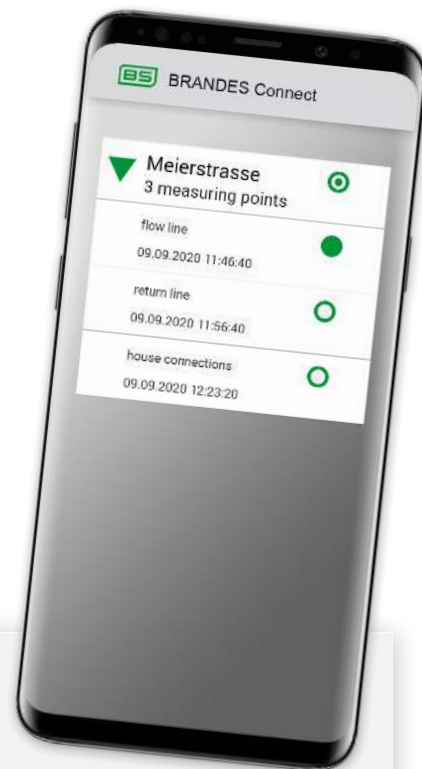 BS BRANDES Connect
Meierstrasse
3 measuring points
flow line
09.09.2020 11:46:40
return line
09.09.2020 11:56:40
house connections
09.09.2020 12:23:20